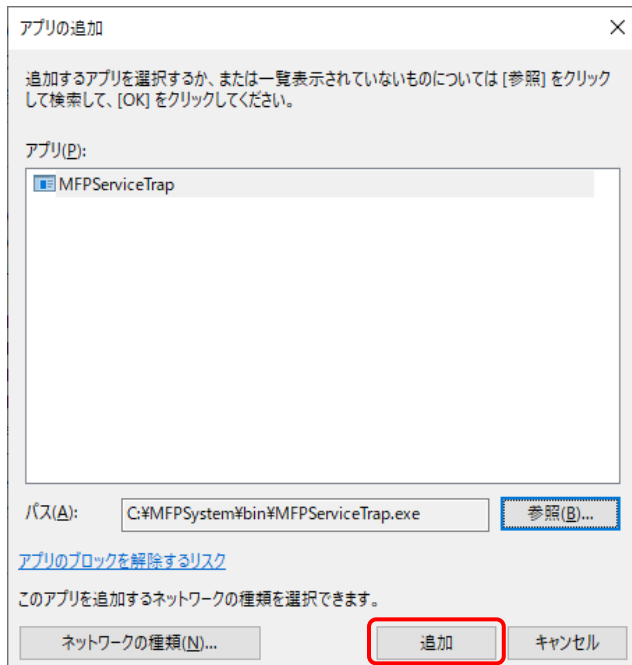 アプリの追加
追加するアプリを選択するか、または一覧表示されていないものについては [参照] をクリック
して検索して、[OK] をクリックしてください。
アプリ(P):
MFPServiceTrap
パス(A):
C:¥MFPSystem¥bin¥MFPServiceTrap.exe
参照(B)...
アプリのブロックを解除するリスク
このアプリを追加するネットワークの種類を選択できます。
ネットワークの種類(N)...
追加
キャンセル